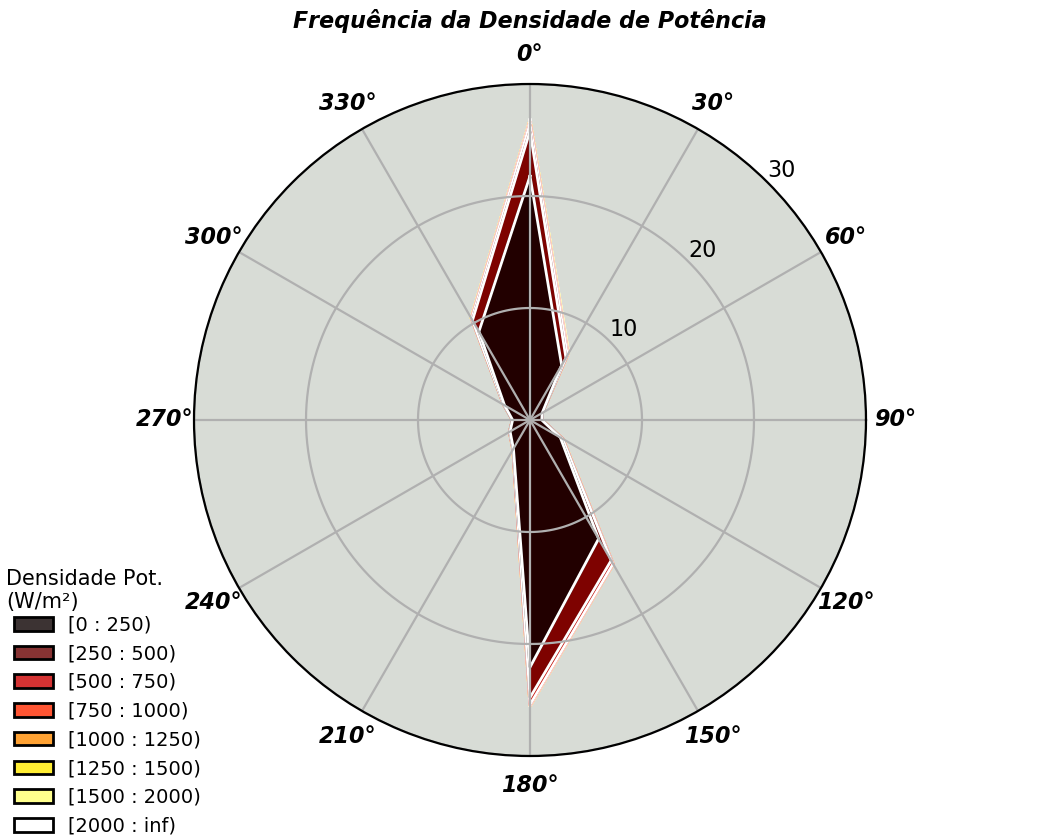 Frequência da Densidade de Potência
0°
330°
30°
30
300°
60°
20
10
270°
90°
Densidade Pot.
(W/m²)
240°
120°
[0 : 250)
[250 : 500)
[500 : 750)
[750 : 1000)
210°
150°
[1000 : 1250)
[1250 : 1500)
180°
[1500 : 2000)
[2000 : inf)